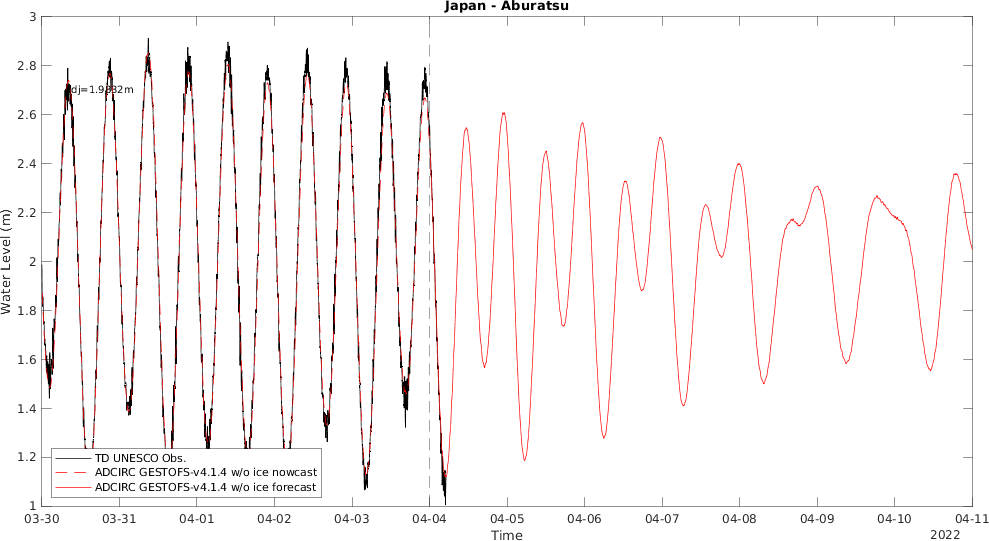 Japan - Aburatsu
3
2.8
2.6
2.4
2.2
2
1.8
1.6
1.4
1.2
1
Water Level (m)
TD UNESCO Obs.
ADCIRC GESTOFS-v4.1.4 w/o ice nowcast
ADCIRC GESTOFS-v4.1.4 w/o ice forecast
03-30 03-31 04-01 04-02 04-03 04-04 04-05 04-06 04-07 04-08 04-09 04-10 04-11
Time
2022